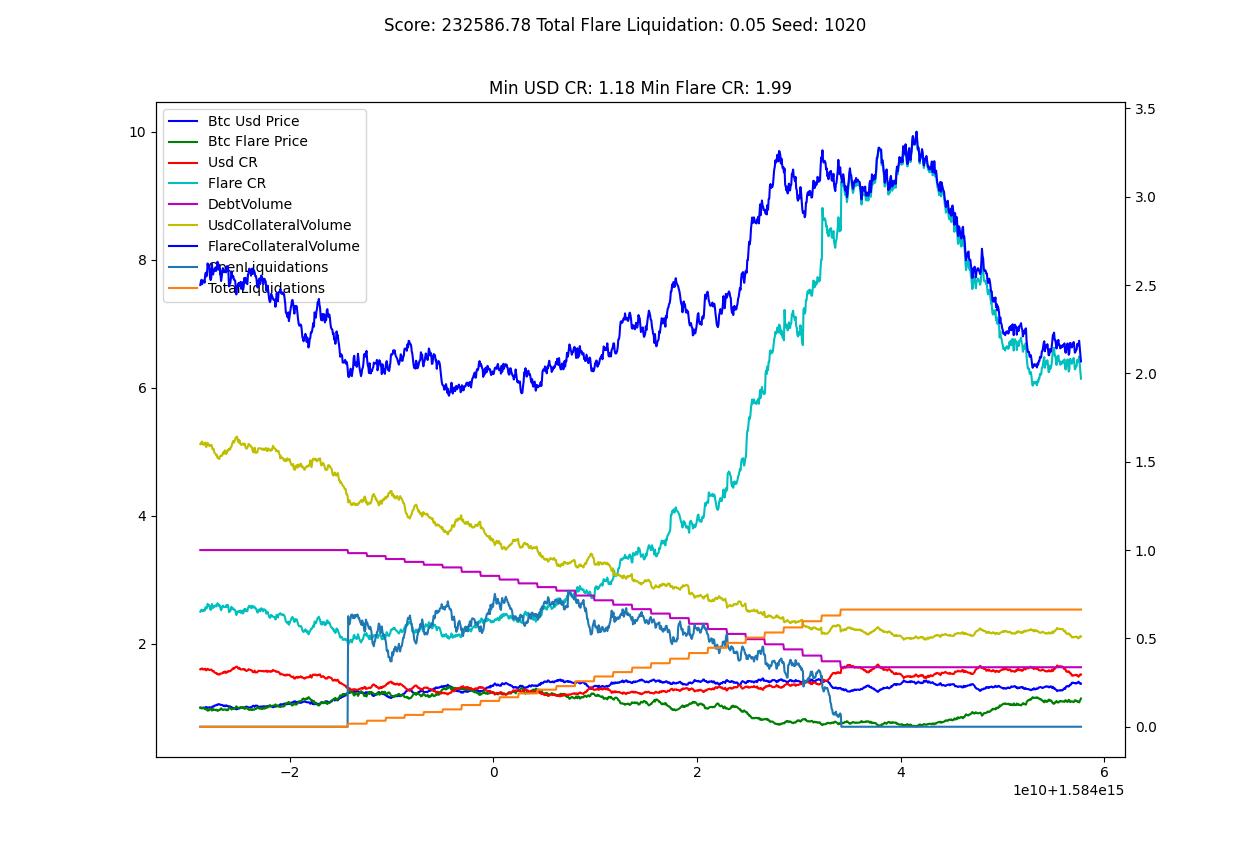 Score: 232586.78 Total Flare Liquidation: 0.05 Seed: 1020
Min USD CR: 1.18 Min Flare CR: 1.99
Btc Usd Price
Btc Flare Price
Usd CR
Flare CR
DebtVolume
UsdCollateralVolume
FlareCollateralVolume
OpenLiquidations
TotalLiquidations
10
8
6
4
2
3.5
3.0
2.5
2.0
1.5
1.0
0.5
0.0
−2 0 2 4 6
1e10+1.584e15